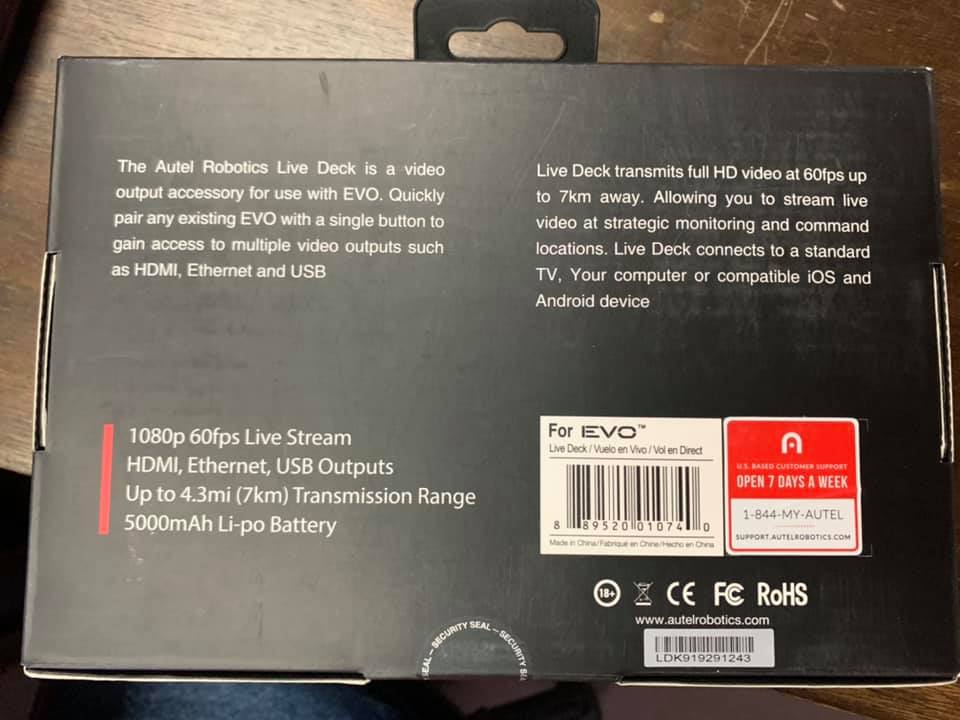 The Autel Robotics Live Deck is a video
output accessory for use with EVO. Quickly
pair any existing EVO with a single button to
gain access to multiple video outputs such
as HDMI, Ethernet and USB
Live Deck transmits full HD video at 60fps up
to 7km away. Allowing you to stream live
video at strategic monitoring and command
locations. Live Deck connects to a standard
TV, Your computer or compatible iOS and
Android device
1080p 60fps Live Stream
HDMI, Ethernet, USB Outputs
Up to 4.3mi (7km) Transmission Range
5000mAh Li-po Battery
For EVO™
Live Deck / Vuelo en Vivo / Vol en Direct
8 89520 01074 0
Made in China/Fabriqué en Chine/Hecho en China
U.S. BASED CUSTOMER SUPPORT
OPEN 7 DAYS A WEEK
1-844-MY-AUTEL
SUPPORT.AUTELROBOTICS.COM
18+ CE FC RoHS
www.autelrobotics.com
LDK919291243
EAL – SECURITY SEAL – SECURITY S